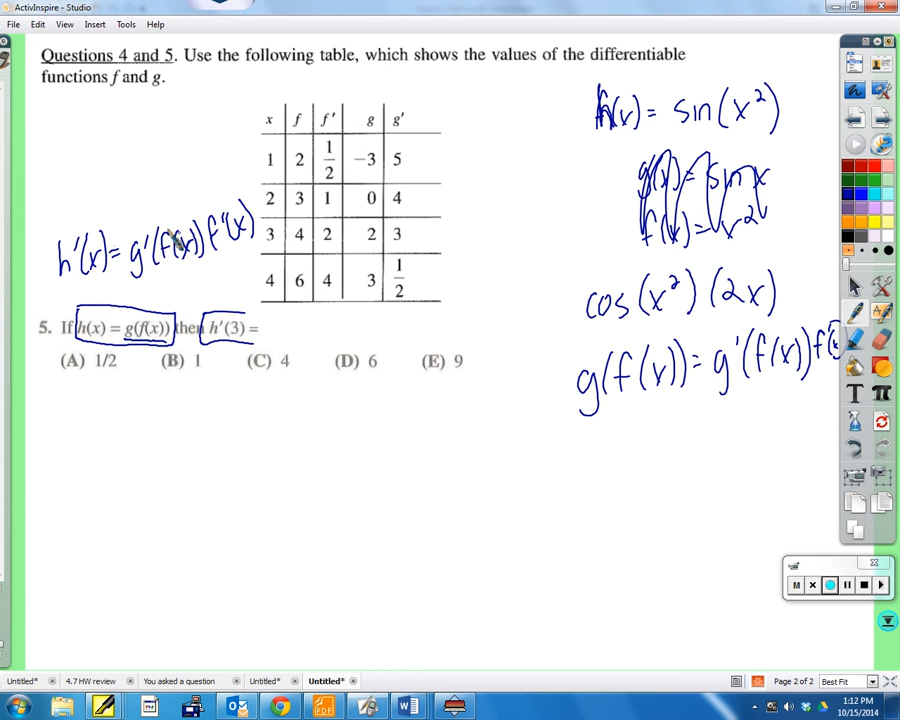 ActivInspire - Studio
File Edit View Insert Tools Help
Questions 4 and 5. Use the following table, which shows the values of the differentiable
functions f and g.
x f f' g g'
1 2 1/2 −3 5
2 3 1 0 4
3 4 2 2 3
4 6 4 3 1/2
h'(x) = g'(f(x)) f'(x)
5. If h(x) = g(f(x)) then h'(3) =
(A) 1/2 (B) 1 (C) 4 (D) 6 (E) 9
h(x) = sin(x²)
g(x) = sin x
f(x) = x²
cos(x²)(2x)
g(f(x)) = g'(f(x)) f'(x)
M
Untitled* 4.7 HW review You asked a question Untitled* Untitled* Page 2 of 2 Best Fit
1:12 PM
10/15/2014